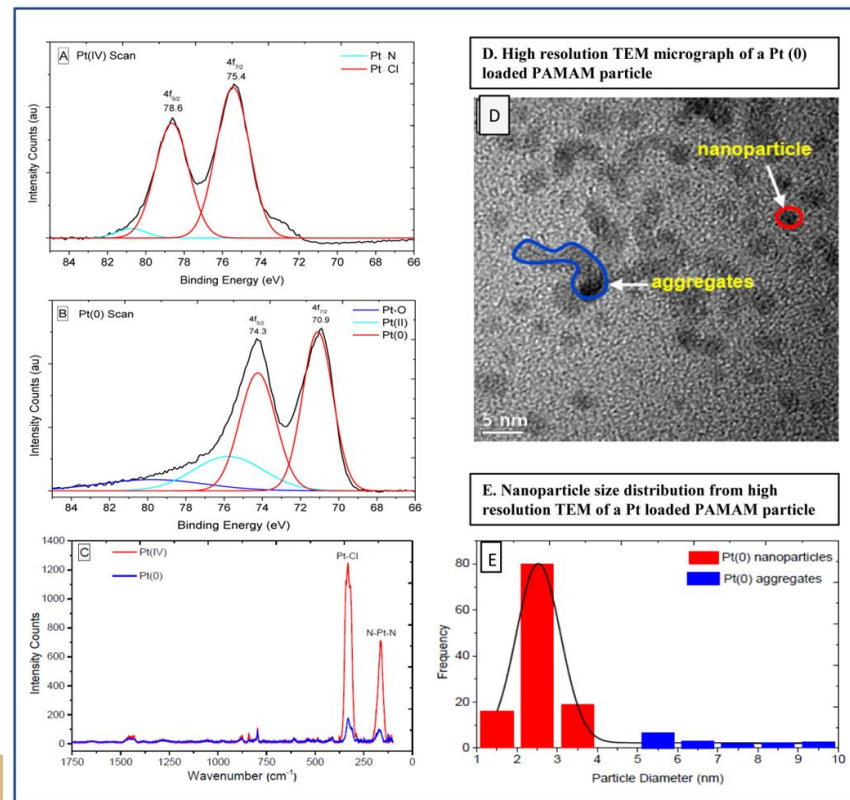 A Pt(IV) Scan
Pt-N
Pt-Cl
4f7/2
75.4
4f5/2
78.6
Intensity Counts (au)
84 82 80 78 76 74 72 70 68 66
Binding Energy (eV)
B Pt(0) Scan
Pt-O
Pt(II)
Pt(0)
4f7/2
70.9
4f5/2
74.3
Intensity Counts (au)
84 82 80 78 76 74 72 70 68 66
Binding Energy (eV)
C
Pt(IV)
Pt(0)
Pt-Cl
N-Pt-N
1400
1200
1000
800
600
400
200
0
Intensity Counts
1750 1500 1250 1000 750 500 250 0
Wavenumber (cm-1)
D. High resolution TEM micrograph of a Pt (0)
loaded PAMAM particle
D
nanoparticle
aggregates
5 nm
E. Nanoparticle size distribution from high
resolution TEM of a Pt loaded PAMAM particle
E
Pt(0) nanoparticles
Pt(0) aggregates
80
60
40
20
0
Frequency
1 2 3 4 5 6 7 8 9 10
Particle Diameter (nm)